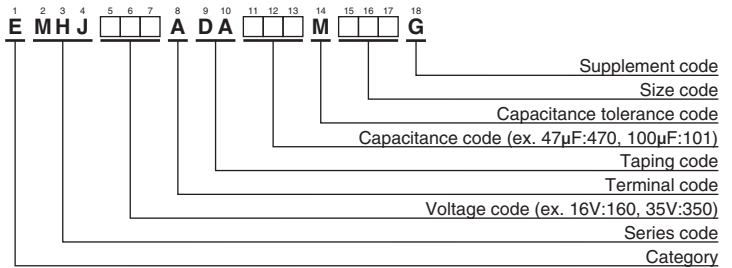 1 2 3 4 5 6 7 8 9 10 11 12 13 14 15 16 17 18
E MHJ A DA M G
Supplement code
Size code
Capacitance tolerance code
Capacitance code (ex. 47μF:470, 100μF:101)
Taping code
Terminal code
Voltage code (ex. 16V:160, 35V:350)
Series code
Category